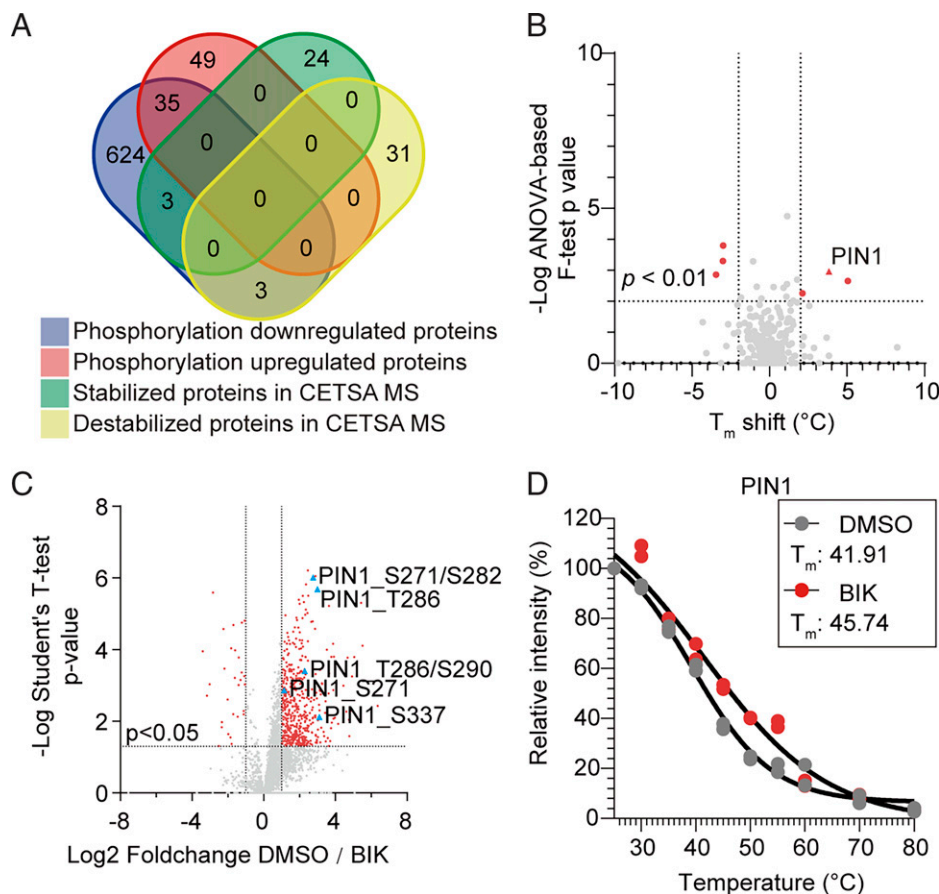 A
49
24
35
0
0
624
0
0
31
3
0
0
0
0
3
Phosphorylation downregulated proteins
Phosphorylation upregulated proteins
Stabilized proteins in CETSA MS
Destabilized proteins in CETSA MS
B
-Log ANOVA-based
F-test p value
10
5
0
PIN1
p < 0.01
-10
-5
0
5
10
Tm shift (°C)
C
-Log Student's T-test
p-value
8
6
4
2
0
PIN1_S271/S282
PIN1_T286
PIN1_T286/S290
PIN1_S271
PIN1_S337
p<0.05
-8
-4
0
4
8
Log2 Foldchange DMSO / BIK
D
PIN1
Relative intensity (%)
120
100
80
60
40
20
0
DMSO
Tm: 41.91
BIK
Tm: 45.74
30
40
50
60
70
80
Temperature (°C)